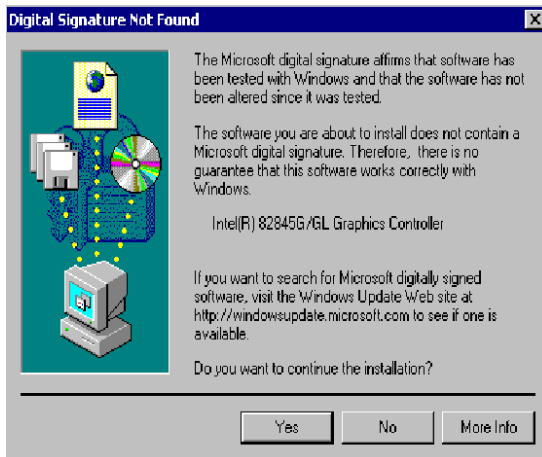 Digital Signature Not Found
The Microsoft digital signature affirms that software has
been tested with Windows and that the software has not
been altered since it was tested.
The software you are about to install does not contain a
Microsoft digital signature. Therefore, there is no
guarantee that this software works correctly with
Windows.
Intel(R) 82845G/GL Graphics Controller
If you want to search for Microsoft digitally signed
software, visit the Windows Update Web site at
http://windowsupdate.microsoft.com to see if one is
available.
Do you want to continue the installation?
Yes
No
More Info